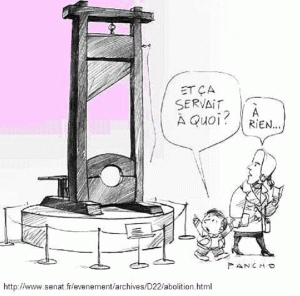 ET ÇA
SERVAIT
À QUOI?
À
RIEN...
PANCHO
http://www.senat.fr/evenement/archives/D22/abolition.html